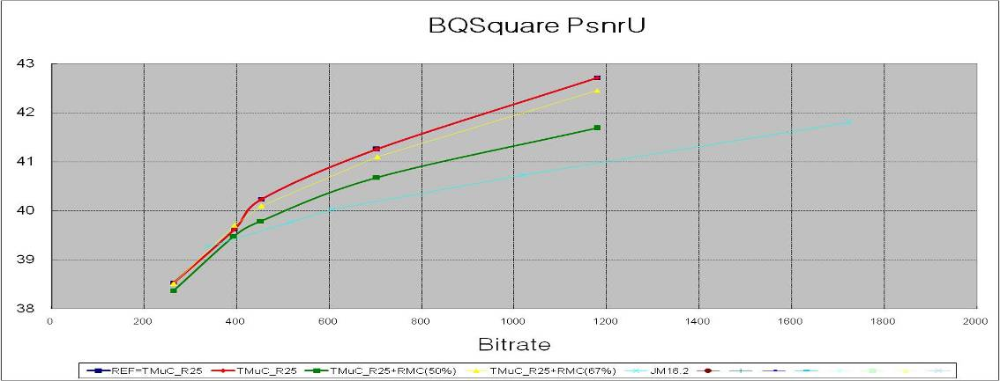 BQSquare PsnrU
43
42
41
40
39
38
0 200 400 600 800 1000 1200 1400 1600 1800 2000
Bitrate
REF=TMuC_R25 TMuC_R25 TMuC_R25+RMC(50%) TMuC_R25+RMC(67%) JM16.2